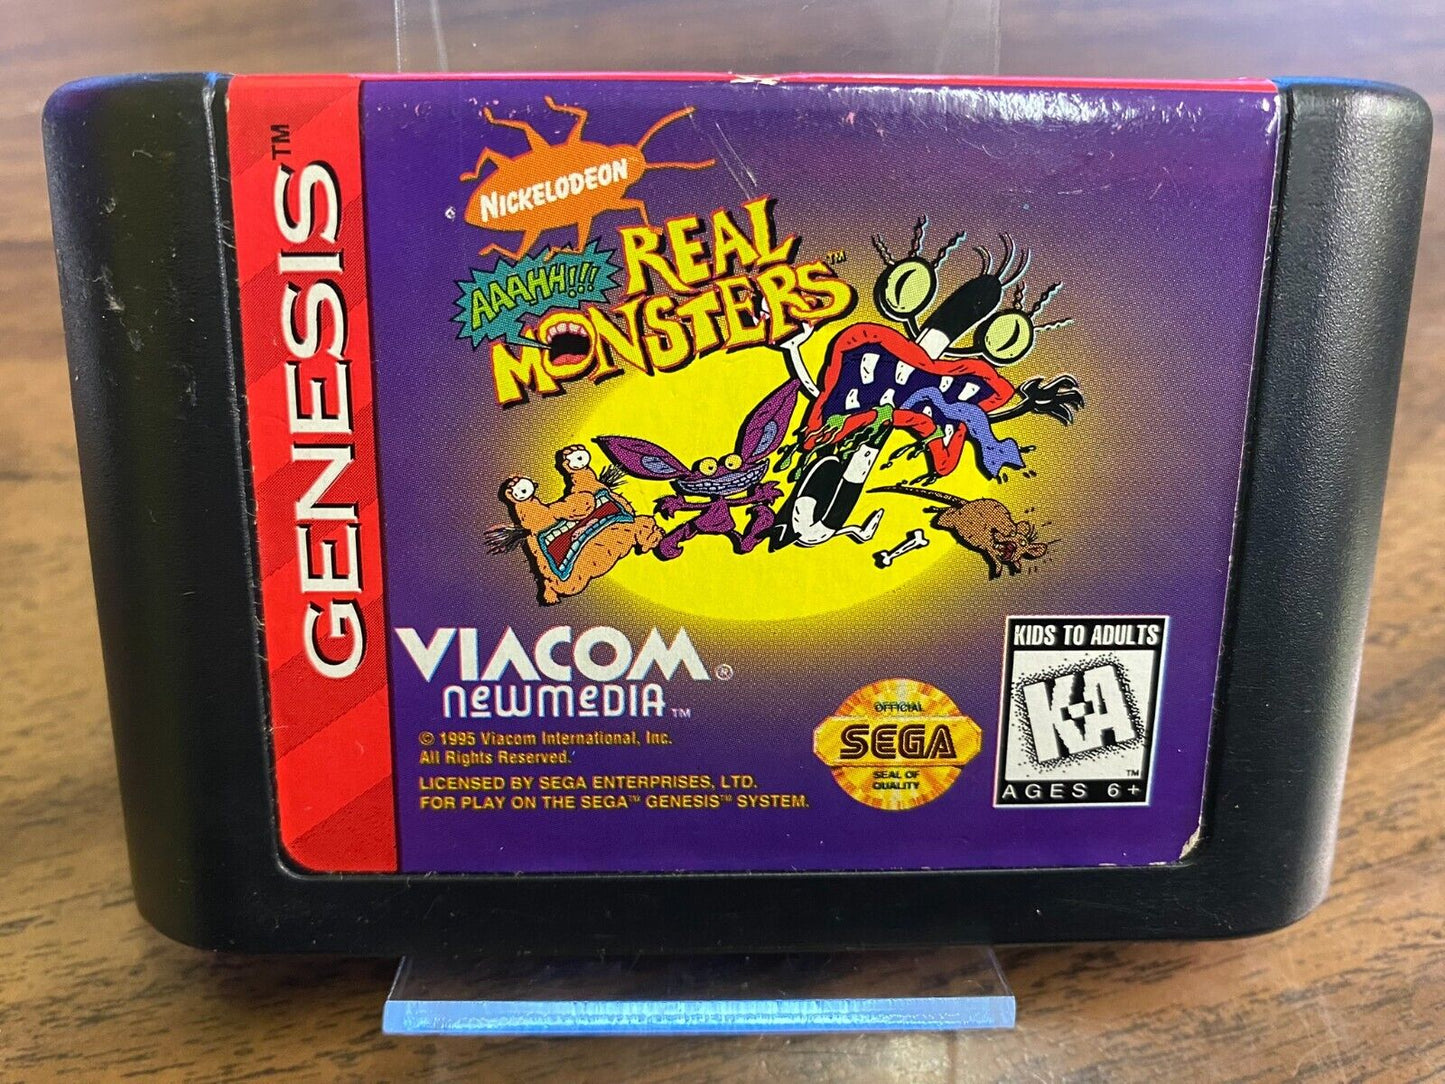 GENESIS™
NICKELODEON
AAAHH!!!
REAL
MONSTERS™
VIACOM®
newmedia™
© 1995 Viacom International, Inc.
All Rights Reserved.
LICENSED BY SEGA ENTERPRISES, LTD.
FOR PLAY ON THE SEGA™ GENESIS™ SYSTEM.
OFFICIAL
SEGA
SEAL OF
QUALITY
KIDS TO ADULTS
K-A
™
AGES 6+